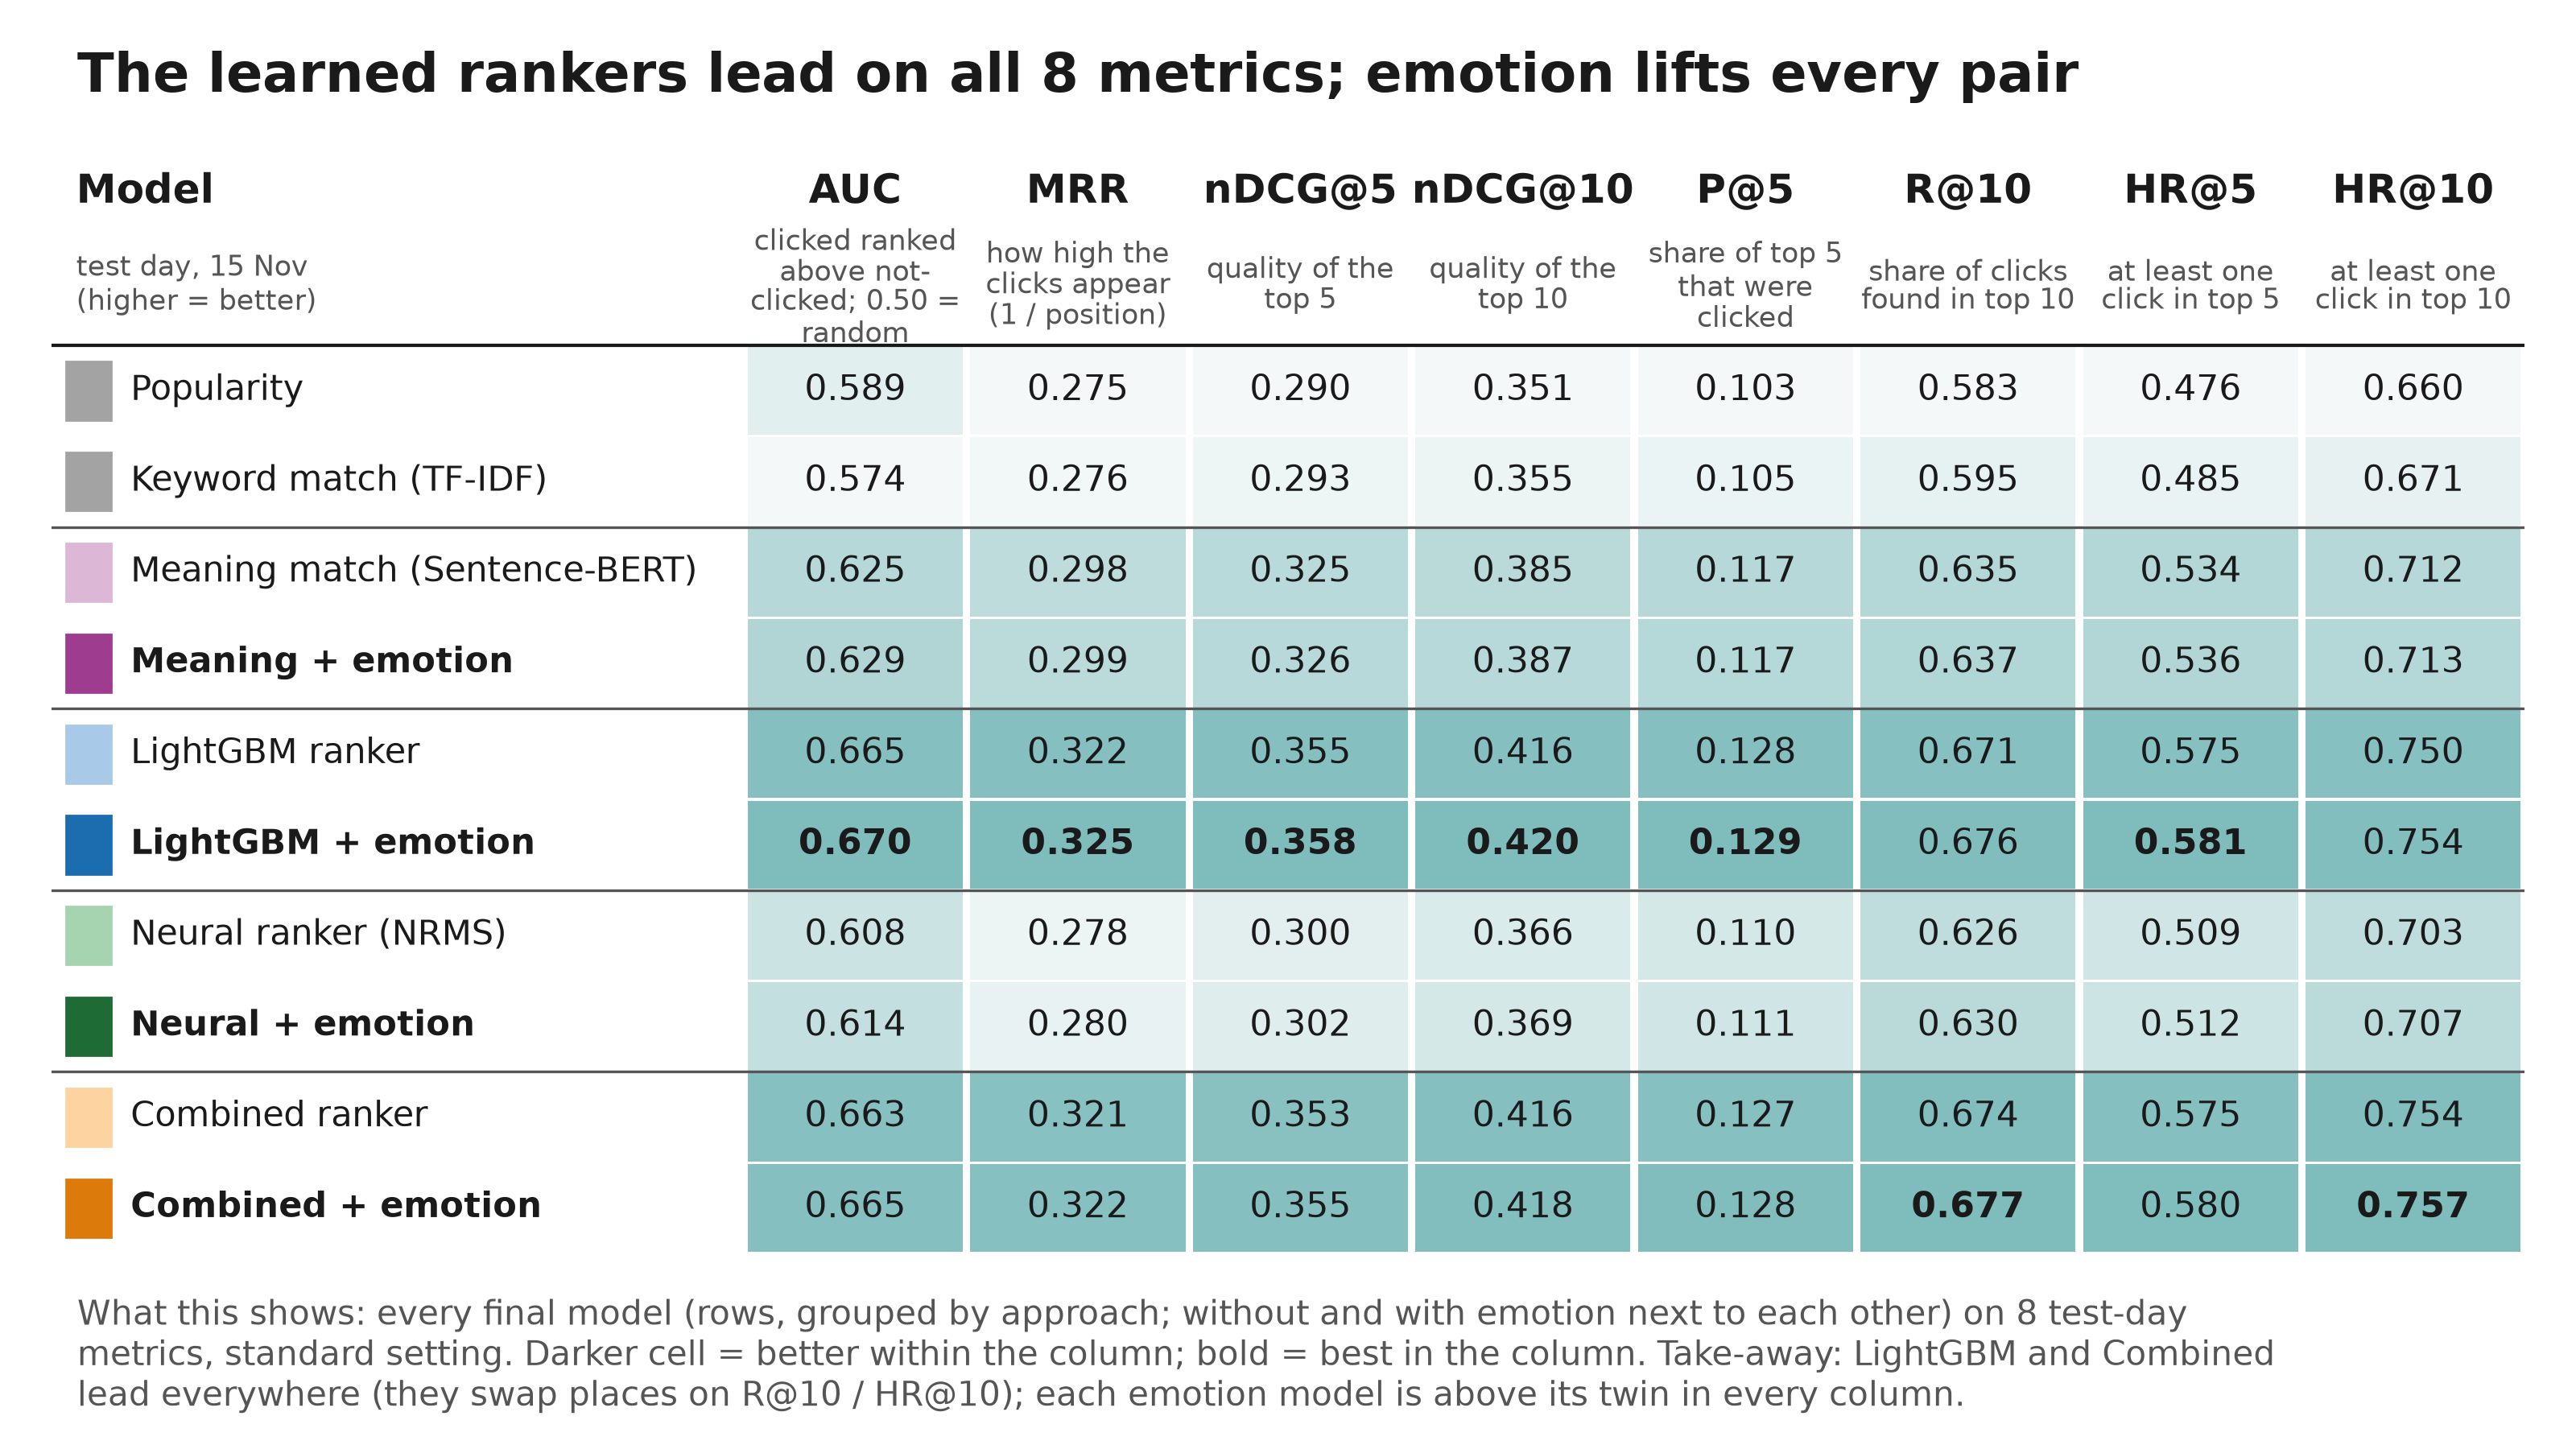 The learned rankers lead on all 8 metrics; emotion lifts every pair
Model AUC MRR nDCG@5 nDCG@10 P@5 R@10 HR@5 HR@10
test day, 15 Nov
(higher = better)
clicked ranked
above not-
clicked; 0.50 =
random
how high the
clicks appear
(1 / position)
quality of the
top 5
quality of the
top 10
share of top 5
that were
clicked
share of clicks
found in top 10
at least one
click in top 5
at least one
click in top 10
Popularity 0.589 0.275 0.290 0.351 0.103 0.583 0.476 0.660
Keyword match (TF-IDF) 0.574 0.276 0.293 0.355 0.105 0.595 0.485 0.671
Meaning match (Sentence-BERT) 0.625 0.298 0.325 0.385 0.117 0.635 0.534 0.712
Meaning + emotion 0.629 0.299 0.326 0.387 0.117 0.637 0.536 0.713
LightGBM ranker 0.665 0.322 0.355 0.416 0.128 0.671 0.575 0.750
LightGBM + emotion 0.670 0.325 0.358 0.420 0.129 0.676 0.581 0.754
Neural ranker (NRMS) 0.608 0.278 0.300 0.366 0.110 0.626 0.509 0.703
Neural + emotion 0.614 0.280 0.302 0.369 0.111 0.630 0.512 0.707
Combined ranker 0.663 0.321 0.353 0.416 0.127 0.674 0.575 0.754
Combined + emotion 0.665 0.322 0.355 0.418 0.128 0.677 0.580 0.757
What this shows: every final model (rows, grouped by approach; without and with emotion next to each other) on 8 test-day
metrics, standard setting. Darker cell = better within the column; bold = best in the column. Take-away: LightGBM and Combined
lead everywhere (they swap places on R@10 / HR@10); each emotion model is above its twin in every column.